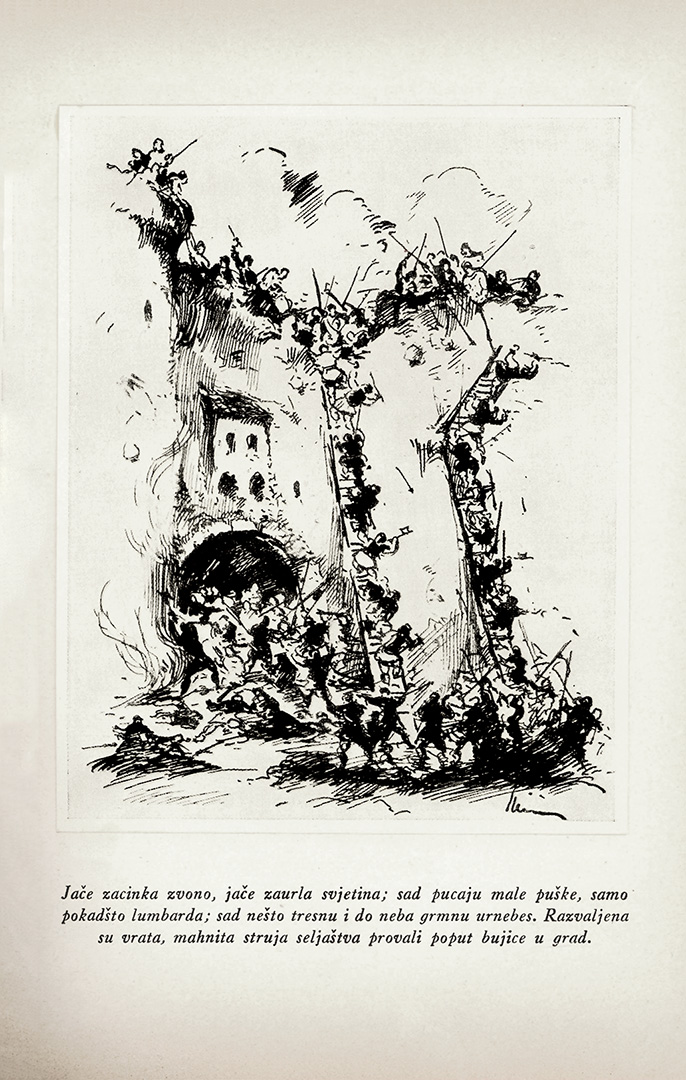 Jače zacinka zvono, jače zaurla svjetina; sad pucaju male puške, samo
pokadšto lumbarda; sad nešto tresnu i do neba grmnu urnebes. Razvaljena
su vrata, mahnita struja seljaštva provali poput bujice u grad.